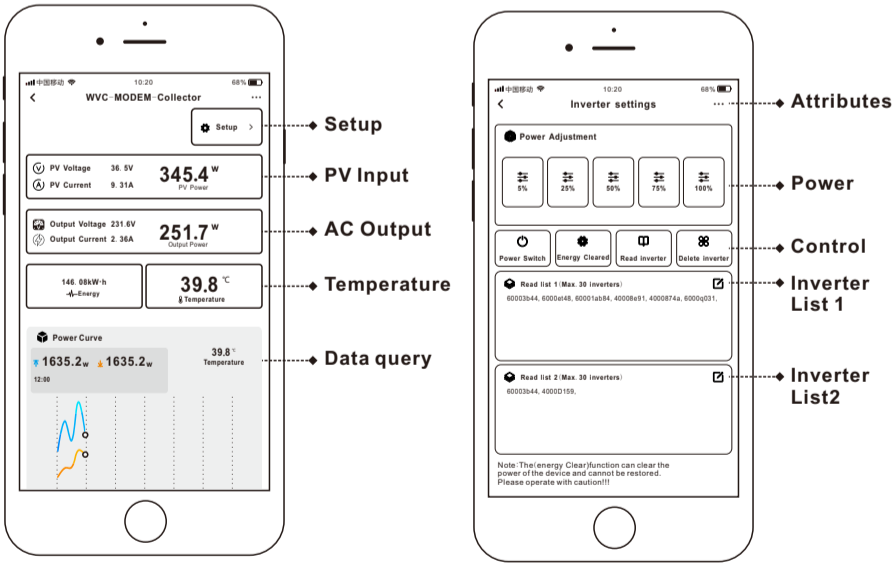 中国移动 10:20 68%
WVC-MODEM-Collector
Setup
Setup
PV Voltage 36. 5V
PV Current 9. 31A
345.4 W
PV Power
PV Input
Output Voltage 231.6V
Output Current 2. 36A
251.7 W
Output Power
AC Output
146. 08kW·h
Energy
39.8 ℃
Temperature
Temperature
Power Curve
1635.2w 1635.2w
12:00
39.8 ℃
Temperature
Data query
中国移动 10:20 68%
Inverter settings
Attributes
Power Adjustment
5% 25% 50% 75% 100%
Power
Power Switch Energy Cleared Read inverter Delete inverter
Control
Read list 1(Max. 30 inverters)
60003b44, 6000el48, 60001ab84, 40008e91, 4000874a, 6000q031,
Inverter
List 1
Read list 2(Max. 30 inverters)
60003b44, 4000D159,
Inverter
List2
Note:The(energy Clear)function can clear the
power of the device and cannot be restored.
Please operate with caution!!!